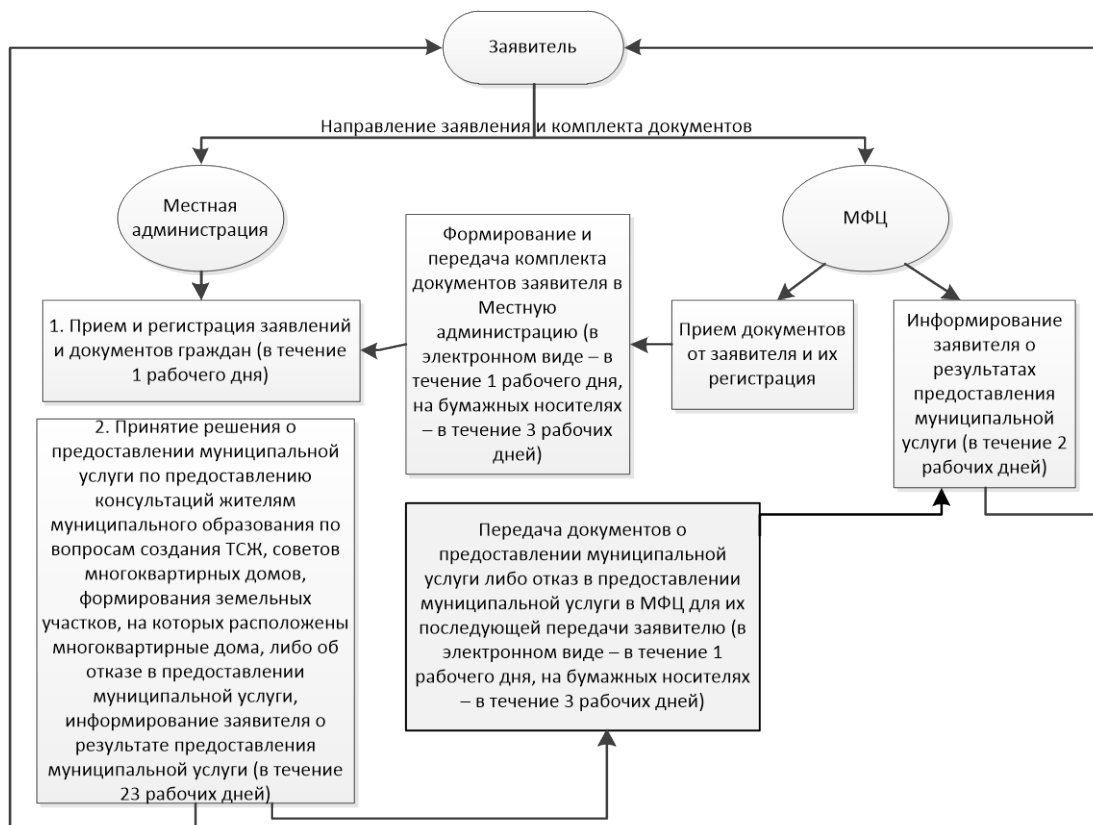 Заявитель
Направление заявления и комплекта документов
Местная
администрация
МФЦ
Формирование и
передача комплекта
документов заявителя в
Местную
администрацию (в
электронном виде – в
течение 1 рабочего дня,
на бумажных носителях
– в течение 3 рабочих
дней)
1. Прием и регистрация заявлений
и документов граждан (в течение
1 рабочего дня)
Прием документов
от заявителя и их
регистрация
Информирование
заявителя о
результатах
предоставления
муниципальной
услуги (в течение 2
рабочих дней)
2. Принятие решения о
предоставлении муниципальной
услуги по предоставлению
консультаций жителям
муниципального образования по
вопросам создания ТСЖ, советов
многоквартирных домов,
формирования земельных
участков, на которых расположены
многоквартирные дома, либо об
отказе в предоставлении
муниципальной услуги,
информирование заявителя о
результате предоставления
муниципальной услуги (в течение
23 рабочих дней)
Передача документов о
предоставлении муниципальной
услуги либо отказ в предоставлении
муниципальной услуги в МФЦ для их
последующей передачи заявителю (в
электронном виде – в течение 1
рабочего дня, на бумажных носителях
– в течение 3 рабочих дней)